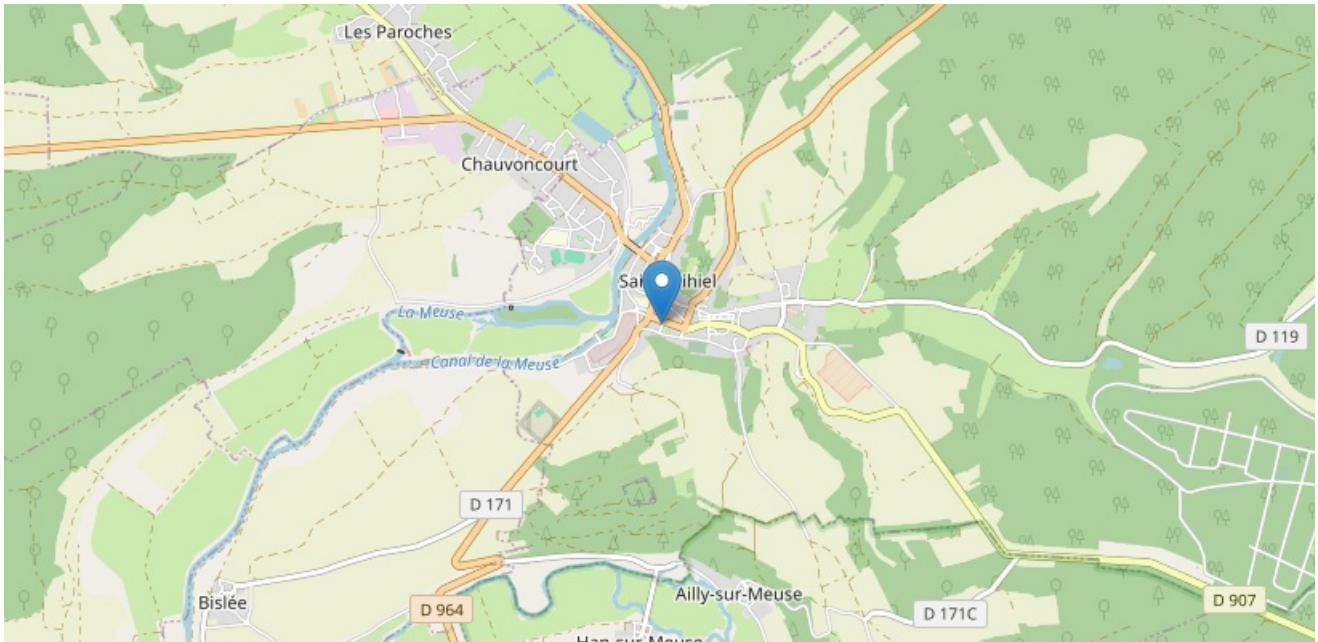 Les Paroches
Chauvoncourt
La Meuse
D 119
Canal de la Meuse
D 171
Bislée
D 964
Ailly-sur-Meuse
D 171C
D 907